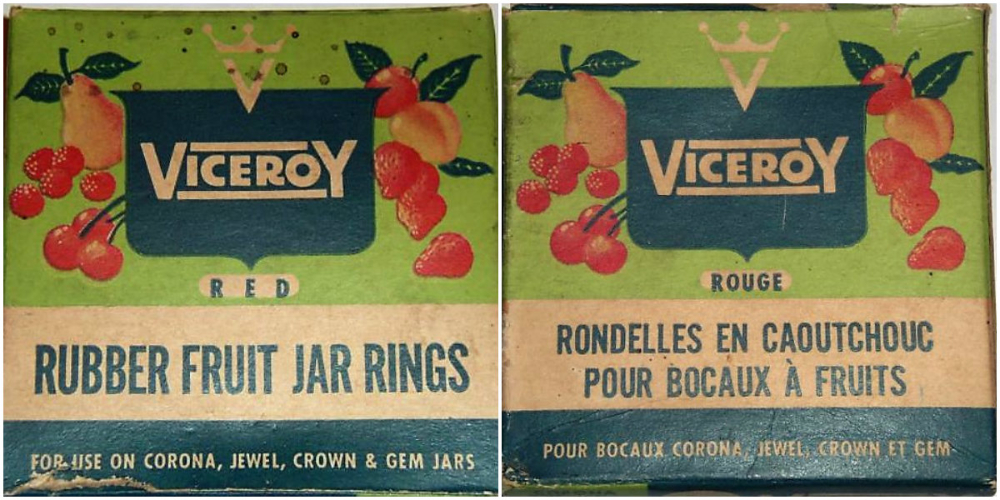 VICEROY
RED
RUBBER FRUIT JAR RINGS
FOR USE ON CORONA, JEWEL, CROWN & GEM JARS
VICEROY
ROUGE
RONDELLES EN CAOUTCHOUC
POUR BOCAUX À FRUITS
POUR BOCAUX CORONA, JEWEL, CROWN ET GEM